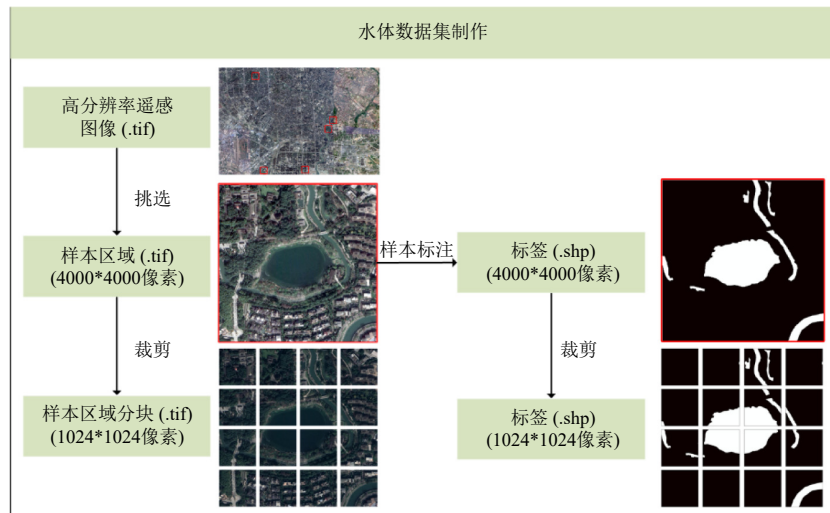 水体数据集制作
高分辨率遥感
图像 (.tif)
挑选
样本区域 (.tif)
(4000*4000像素)
样本标注
标签 (.shp)
(4000*4000像素)
裁剪
裁剪
样本区域分块 (.tif)
(1024*1024像素)
标签 (.shp)
(1024*1024像素)